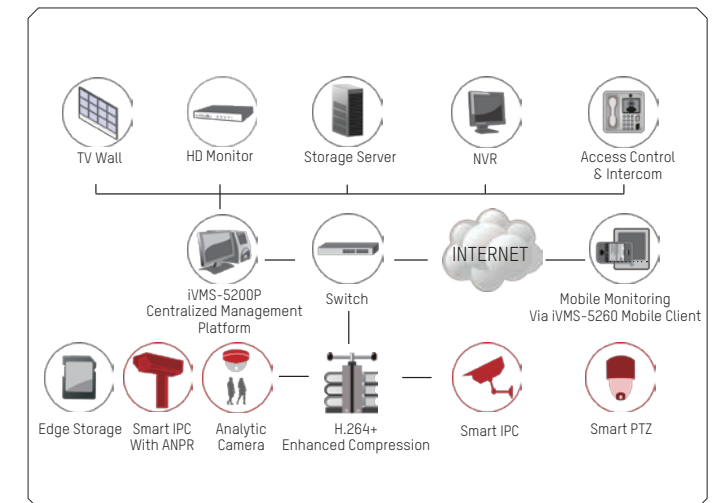 TV Wall
HD Monitor
Storage Server
NVR
Access Control
& Intercom
iVMS-5200P
Centralized Management
Platform
Switch
INTERNET
Mobile Monitoring
Via iVMS-5260 Mobile Client
Edge Storage
Smart IPC
With ANPR
Analytic
Camera
H.264+
Enhanced Compression
Smart IPC
Smart PTZ